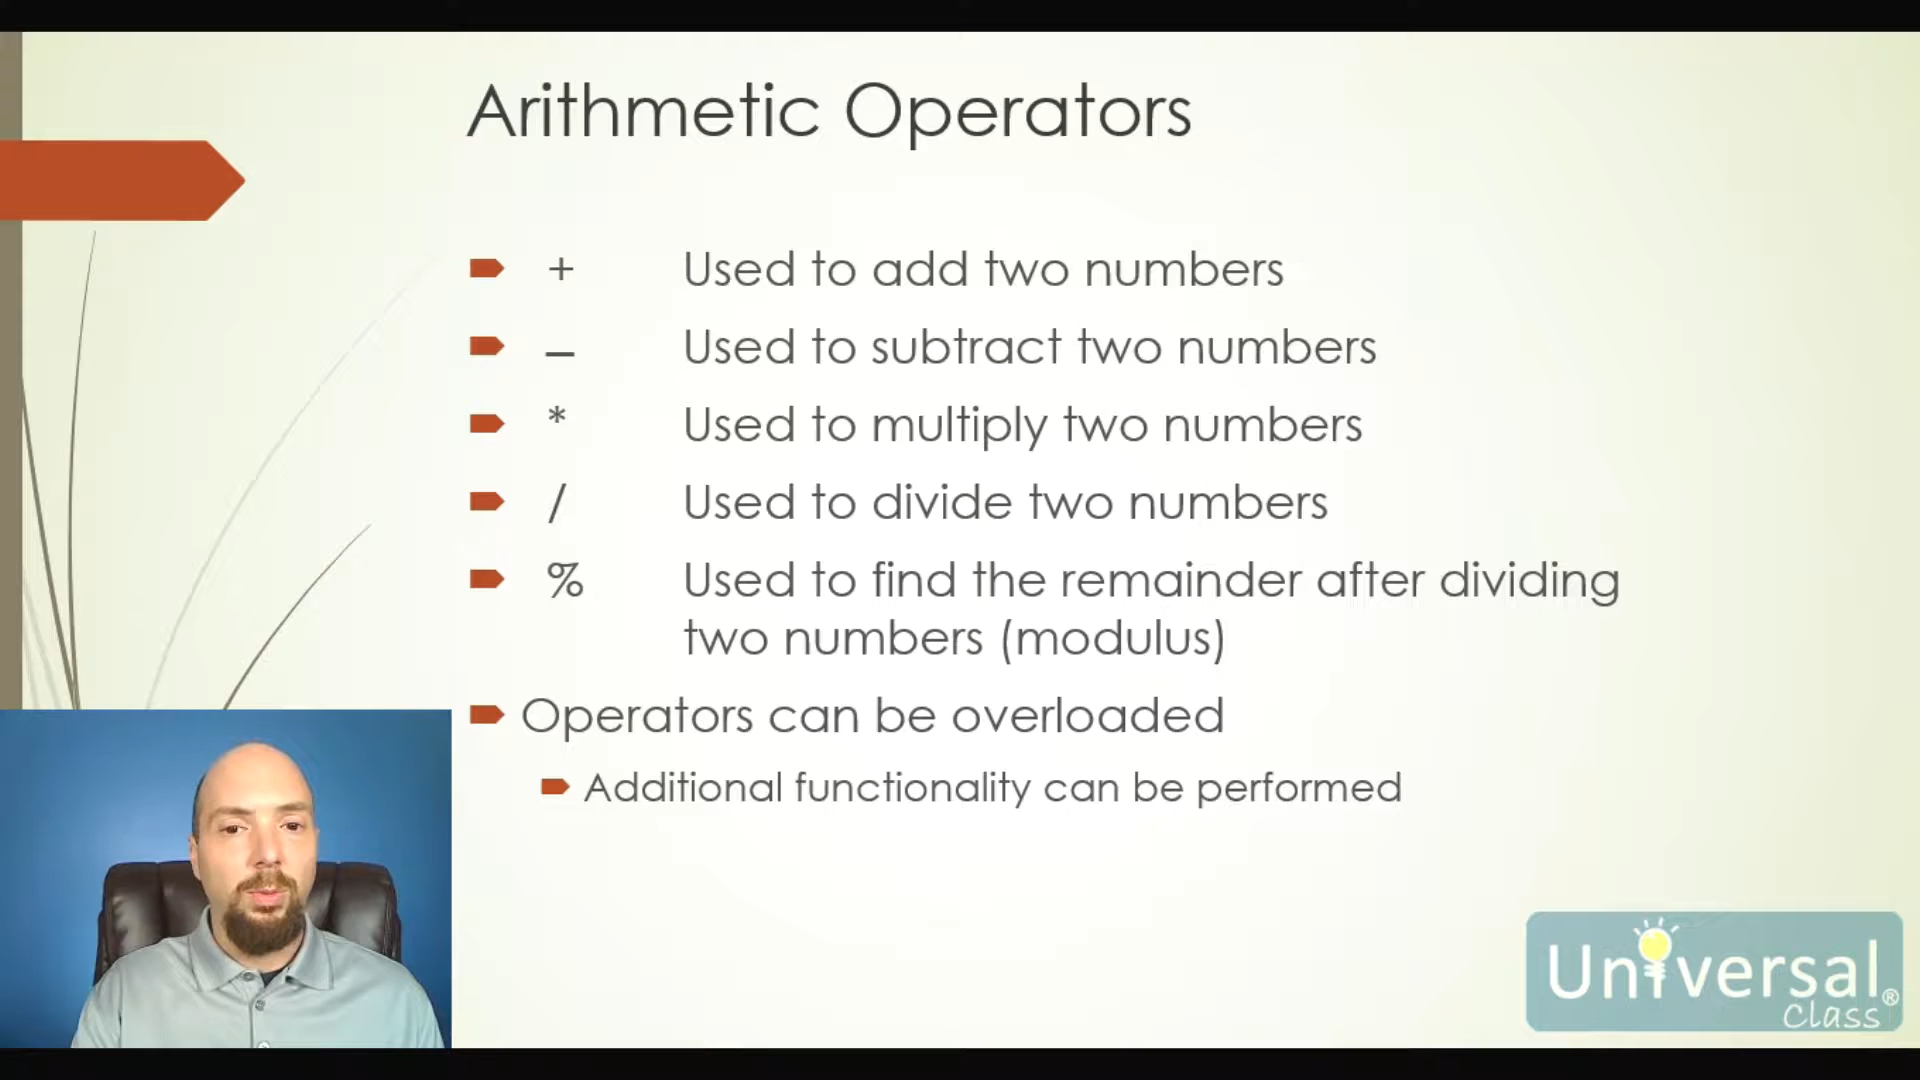 Arithmetic Operators
+ Used to add two numbers
– Used to subtract two numbers
* Used to multiply two numbers
/ Used to divide two numbers
% Used to find the remainder after dividing
two numbers (modulus)
Operators can be overloaded
Additional functionality can be performed
Universal®
Class